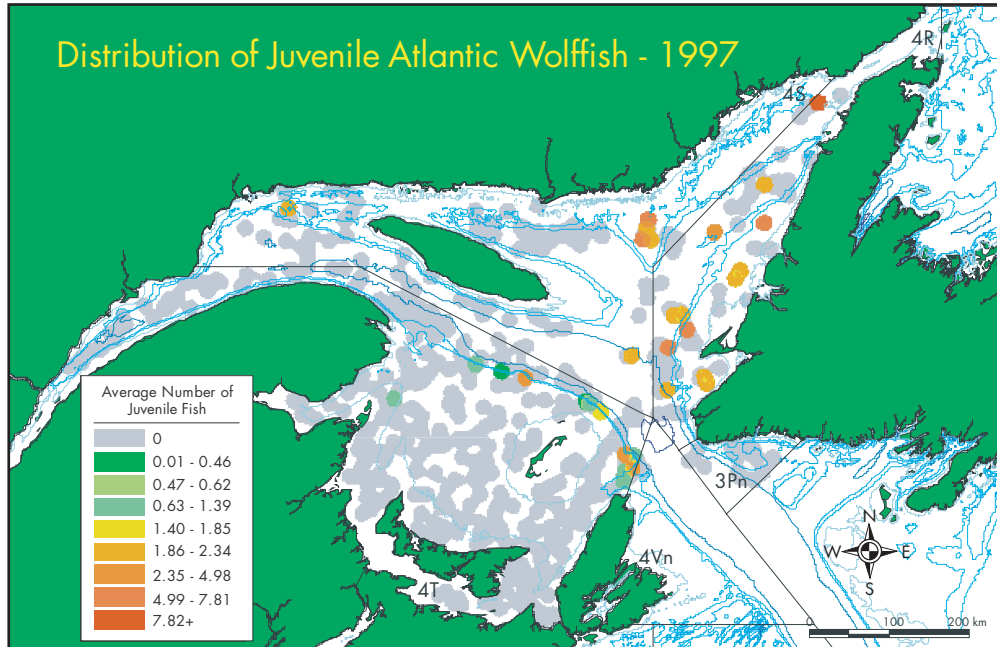 Distribution of Juvenile Atlantic Wolffish - 1997
4R
4S
Average Number of
Juvenile Fish
0
0.01 - 0.46
0.47 - 0.62
0.63 - 1.39
1.40 - 1.85
1.86 - 2.34
2.35 - 4.98
4.99 - 7.81
7.82+
3Pn
4Vn
4T
N
W E
S
0 100 200 km